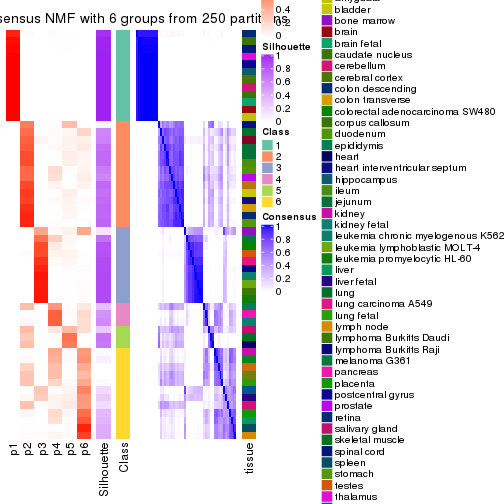 sensus NMF with 6 groups from 250 partitions
0.4
0.2
0
Silhouette
1
0.8
0.6
0.4
0.2
0
Class
1
2
3
4
5
6
Consensus
1
0.8
0.6
0.4
0.2
0
p1
p2
p3
p4
p5
p6
Silhouette
Class
tissue
bladder
bone marrow
brain
brain fetal
caudate nucleus
cerebellum
cerebral cortex
colon descending
colon transverse
colorectal adenocarcinoma SW480
corpus callosum
duodenum
epididymis
heart
heart interventricular septum
hippocampus
ileum
jejunum
kidney
kidney fetal
leukemia chronic myelogenous K562
leukemia lymphoblastic MOLT-4
leukemia promyelocytic HL-60
liver
liver fetal
lung
lung carcinoma A549
lung fetal
lymph node
lymphoma Burkitts Daudi
lymphoma Burkitts Raji
melanoma G361
pancreas
placenta
postcentral gyrus
prostate
retina
salivary gland
skeletal muscle
spinal cord
spleen
stomach
testes
thalamus